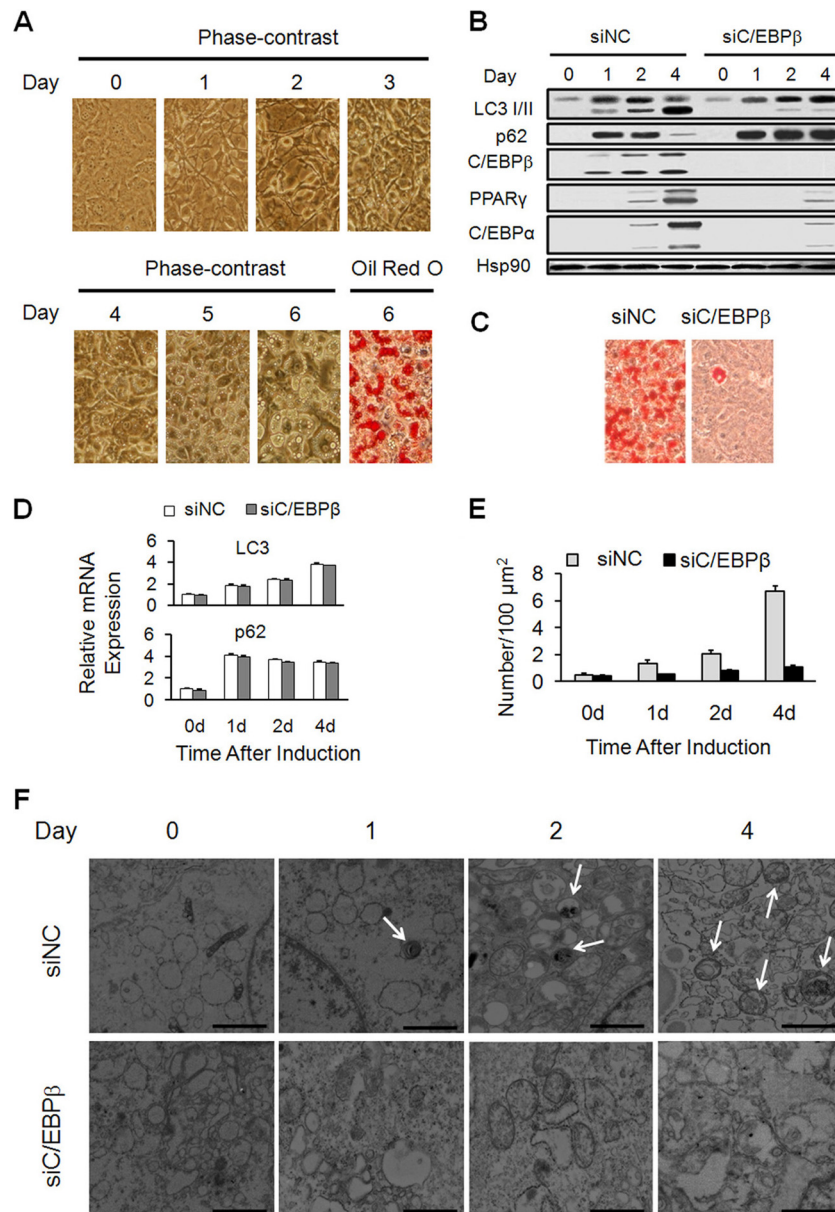 A
Phase-contrast
Day 0 1 2 3
Phase-contrast Oil Red O
Day 4 5 6 6
B
siNC siC/EBPβ
Day 0 1 2 4 0 1 2 4
LC3 I/II
p62
C/EBPβ
PPARγ
C/EBPα
Hsp90
C
siNC siC/EBPβ
D
siNC siC/EBPβ
LC3
6
4
2
0
p62
6
4
2
0
Relative mRNA
Expression
0d 1d 2d 4d
Time After Induction
E
siNC siC/EBPβ
8
6
4
2
0
Number/100 µm²
0d 1d 2d 4d
Time After Induction
F
Day 0 1 2 4
siNC
siC/EBPβ